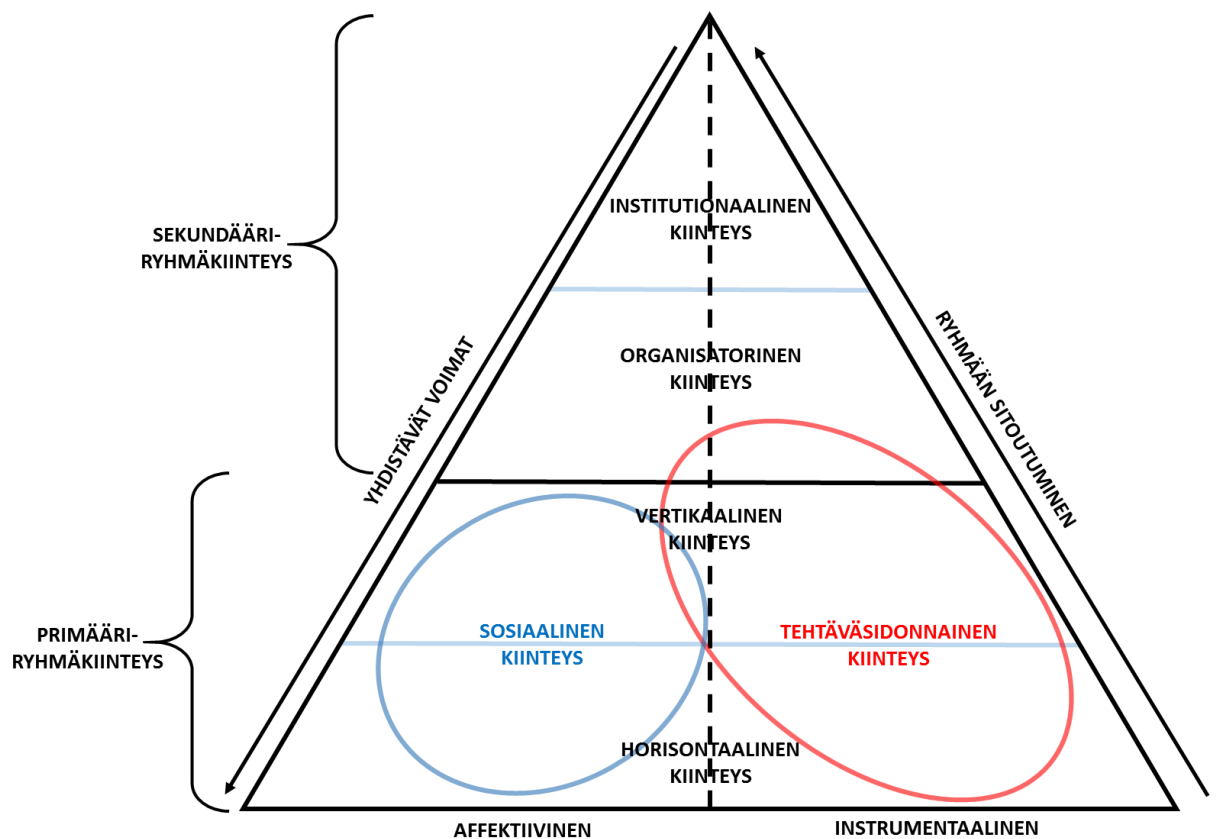 INSTITUTIONAALINEN
KIINTEYS
SEKUNDÄÄRI-
RYHMÄKIINTEYS
ORGANISATORINEN
KIINTEYS
YHDISTÄVÄT VOIMAT
RYHMÄÄN SITOUTUMINEN
VERTIKAALINEN
KIINTEYS
PRIMÄÄRI-
RYHMÄKIINTEYS
SOSIAALINEN
KIINTEYS
TEHTÄVÄSIDONNAINEN
KIINTEYS
HORISONTAALINEN
KIINTEYS
AFFEKTIIVINEN
INSTRUMENTAALINEN